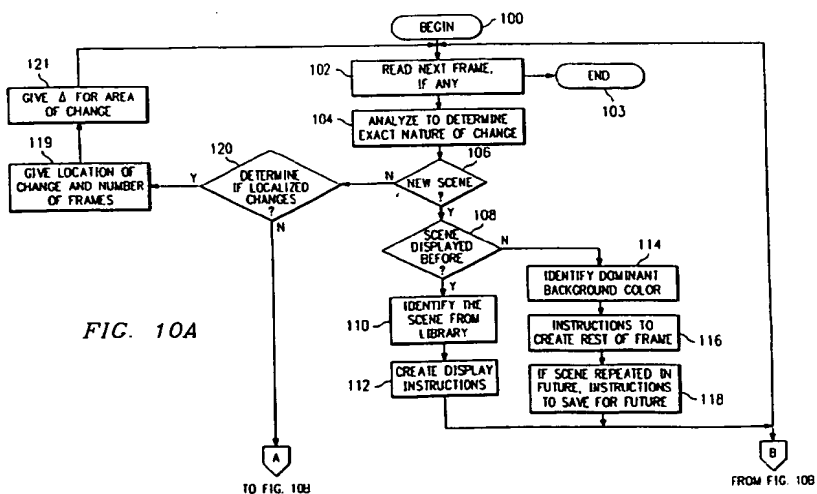 BEGIN
100
121
102
READ NEXT FRAME,
IF ANY
END
103
GIVE Δ FOR AREA
OF CHANGE
104
ANALYZE TO DETERMINE
EXACT NATURE OF CHANGE
119
120
106
GIVE LOCATION OF
CHANGE AND NUMBER
OF FRAMES
Y
DETERMINE
IF LOCALIZED
CHANGES
?
N
N
NEW SCENE
?
Y
108
SCENE
DISPLAYED
BEFORE
?
N
Y
114
IDENTIFY DOMINANT
BACKGROUND COLOR
110
IDENTIFY THE
SCENE FROM
LIBRARY
INSTRUCTIONS TO
CREATE REST OF FRAME
116
FIG. 10A
112
CREATE DISPLAY
INSTRUCTIONS
IF SCENE REPEATED IN
FUTURE, INSTRUCTIONS
TO SAVE FOR FUTURE
118
A
TO FIG. 10B
B
FROM FIG. 10B